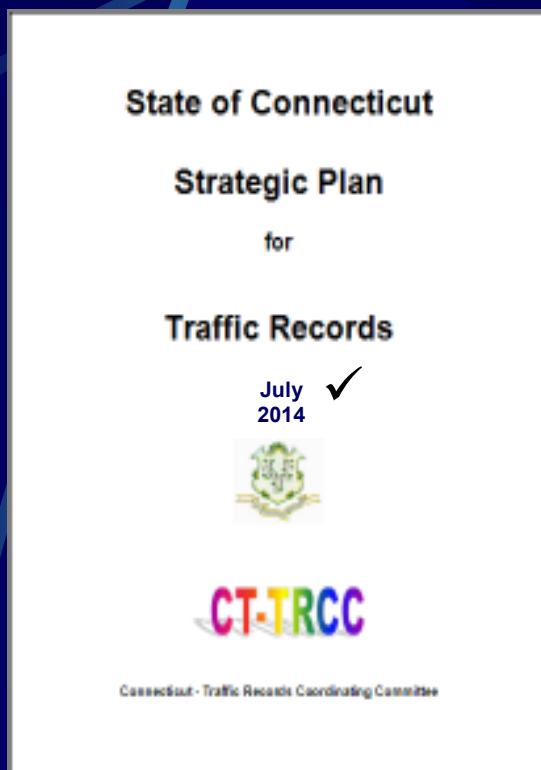 State of Connecticut
Strategic Plan
for
Traffic Records
July ✓
2014
CT-TRCC
Connecticut - Traffic Records Coordinating Committee